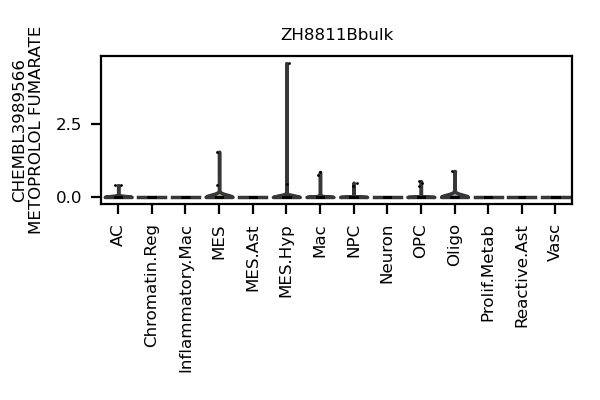 ZH8811Bbulk
CHEMBL3989566
METOPROLOL FUMARATE
2.5
0.0
AC
Chromatin.Reg
Inflammatory.Mac
MES
MES.Ast
MES.Hyp
Mac
NPC
Neuron
OPC
Oligo
Prolif.Metab
Reactive.Ast
Vasc